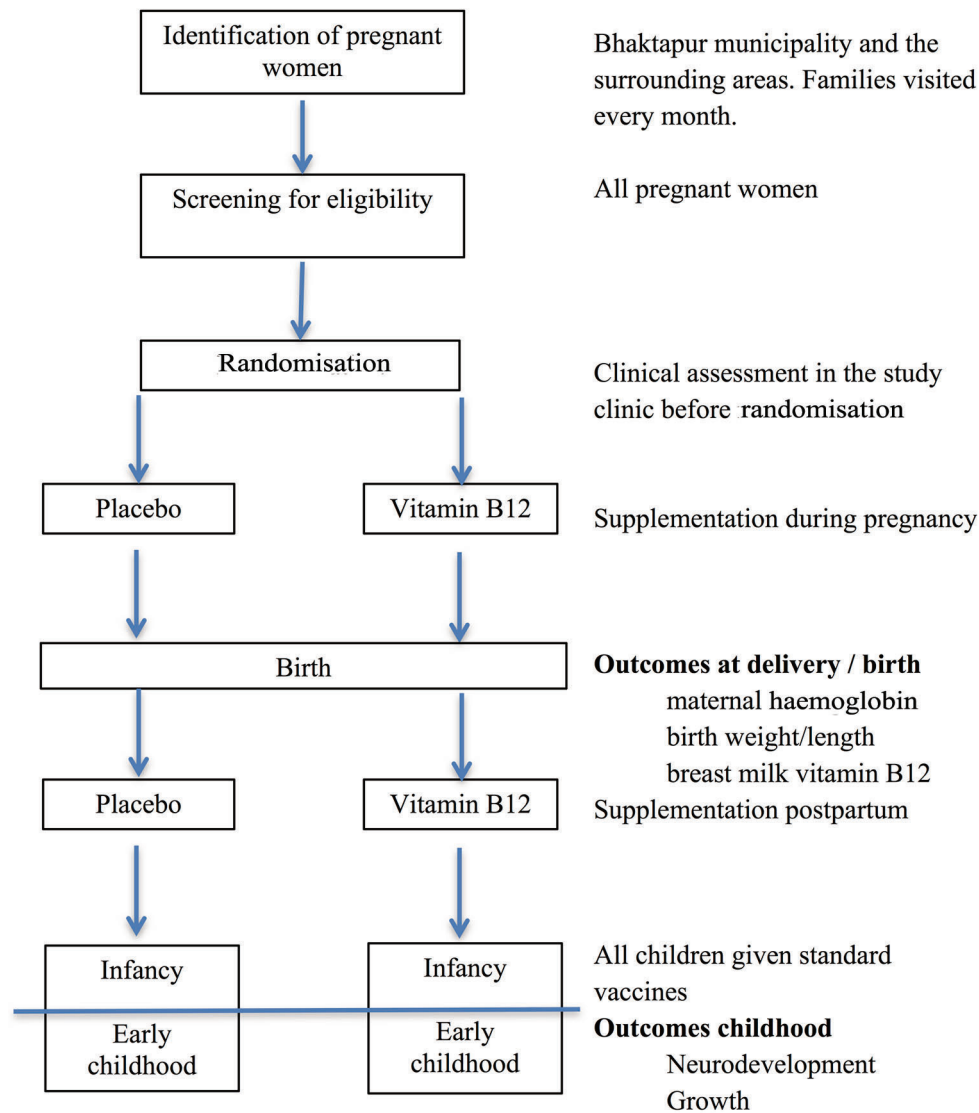 Identification of pregnant
women
Bhaktapur municipality and the
surrounding areas. Families visited
every month.
Screening for eligibility
All pregnant women
Randomisation
Clinical assessment in the study
clinic before randomisation
Placebo
Vitamin B12
Supplementation during pregnancy
Birth
Outcomes at delivery / birth
maternal haemoglobin
birth weight/length
breast milk vitamin B12
Placebo
Vitamin B12
Supplementation postpartum
Infancy
Infancy
All children given standard
vaccines
Early
childhood
Early
childhood
Outcomes childhood
Neurodevelopment
Growth